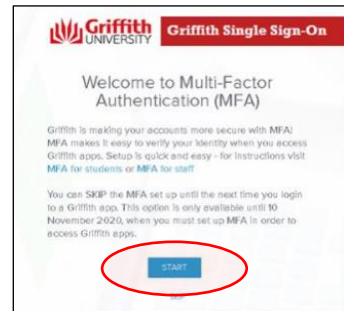 Griffith
UNIVERSITY
Griffith Single Sign-On
Welcome to Multi-Factor
Authentication (MFA)
Griffith is making your accounts more secure with MFA!
MFA makes it easy to verify your identity when you access
Griffith apps. Setup is quick and easy - for instructions visit
MFA for students or MFA for staff
You can SKIP the MFA set up until the next time you login
to a Griffith app. This option is only available until 10
November 2020, when you must set up MFA in order to
access Griffith apps.
START